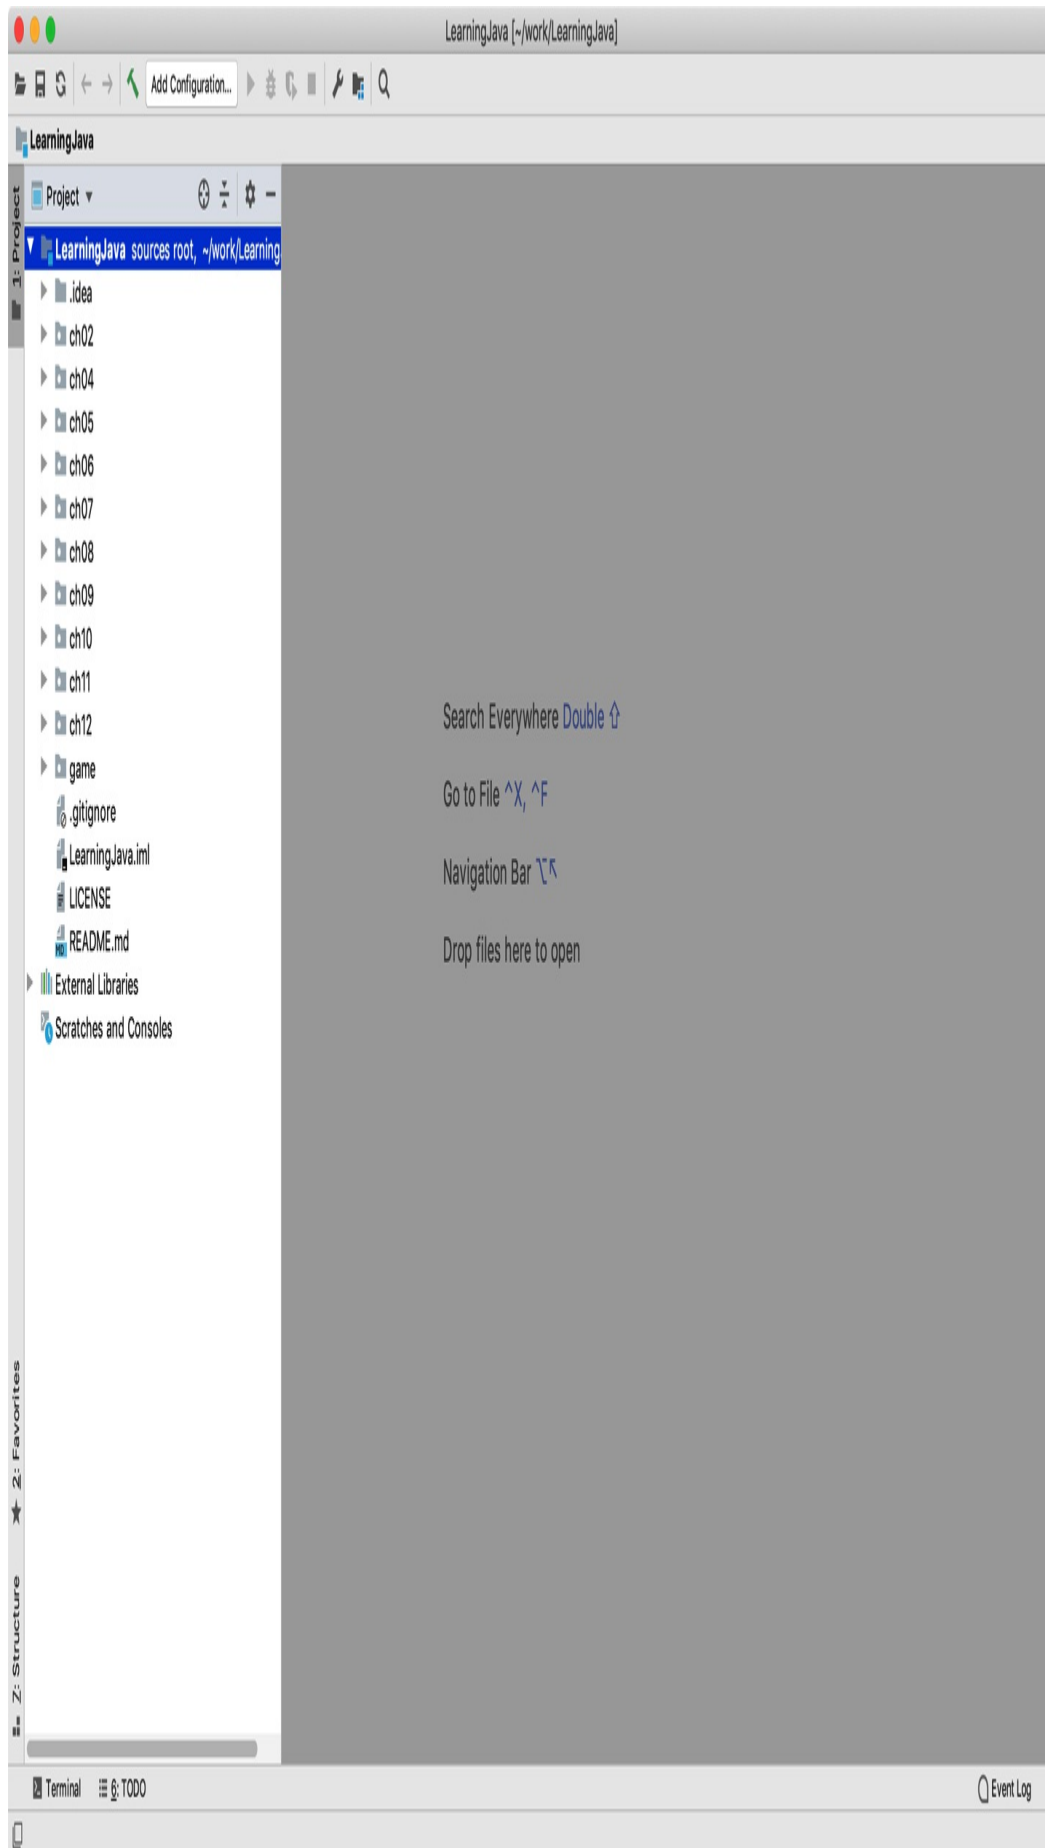 LearningJava [~/work/LearningJava]
Add Configuration...
LearningJava
1: Project
Project
LearningJava sources root, ~/work/Learning
.idea
ch02
ch04
ch05
ch06
ch07
ch08
ch09
ch10
ch11
ch12
game
.gitignore
LearningJava.iml
LICENSE
MD README.md
External Libraries
Scratches and Consoles
Search Everywhere Double ⇧
Go to File ^X, ^F
Navigation Bar ⌥↖
Drop files here to open
2: Favorites
Z: Structure
Terminal 6: TODO Event Log